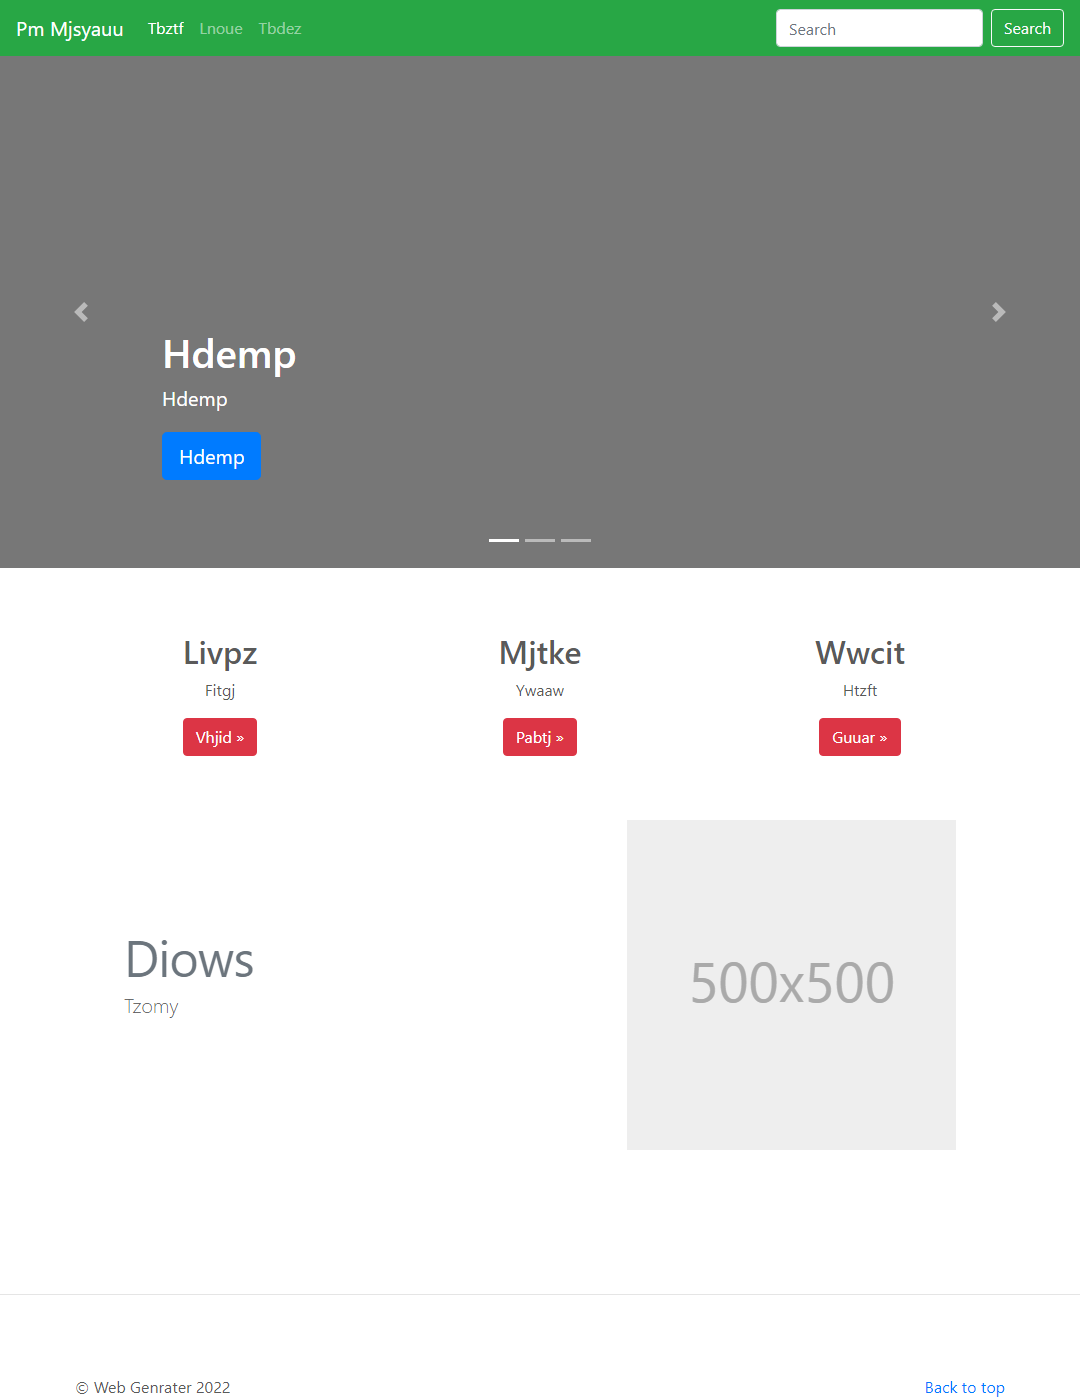 Pm Mjsyauu Tbztf Lnoue Tbdez Search Search
Hdemp
Hdemp
Hdemp
Livpz Mjtke Wwcit
Fitgj Ywaaw Htzft
Vhjid » Pabtj » Guuar »
Diows
Tzomy
500x500
© Web Genrater 2022 Back to top